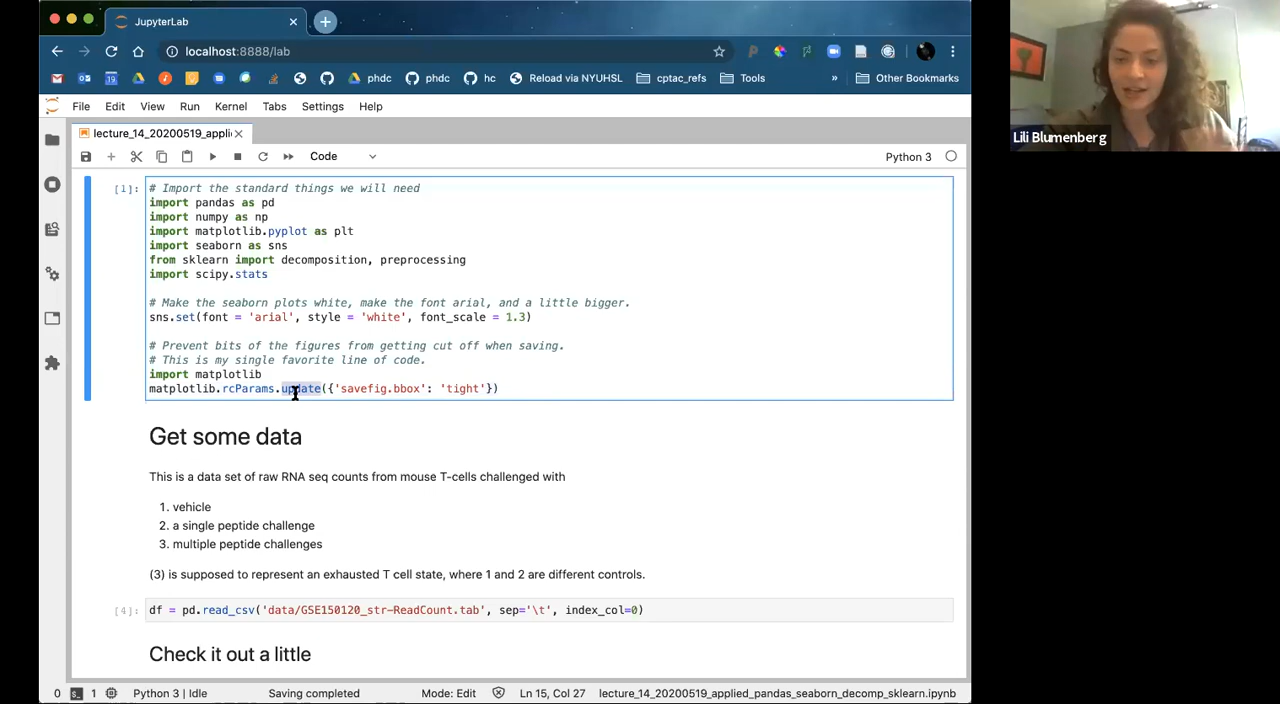 JupyterLab
localhost:8888/lab
phdc
phdc
hc
Reload via NYUHSL
cptac_refs
Tools
»
Other Bookmarks
File Edit View Run Kernel Tabs Settings Help
Lili Blumenberg
lecture_14_20200519_appli
Code
Python 3
[1]:
# Import the standard things we will need
import pandas as pd
import numpy as np
import matplotlib.pyplot as plt
import seaborn as sns
from sklearn import decomposition, preprocessing
import scipy.stats
# Make the seaborn plots white, make the font arial, and a little bigger.
sns.set(font = 'arial', style = 'white', font_scale = 1.3)
# Prevent bits of the figures from getting cut off when saving.
# This is my single favorite line of code.
import matplotlib
matplotlib.rcParams.update({'savefig.bbox': 'tight'})
Get some data
This is a data set of raw RNA seq counts from mouse T-cells challenged with
1. vehicle
2. a single peptide challenge
3. multiple peptide challenges
(3) is supposed to represent an exhausted T cell state, where 1 and 2 are different controls.
[4]:
df = pd.read_csv('data/GSE150120_str-ReadCount.tab', sep='\t', index_col=0)
Check it out a little
0 1 Python 3 | Idle Saving completed Mode: Edit Ln 15, Col 27 lecture_14_20200519_applied_pandas_seaborn_decomp_sklearn.ipynb